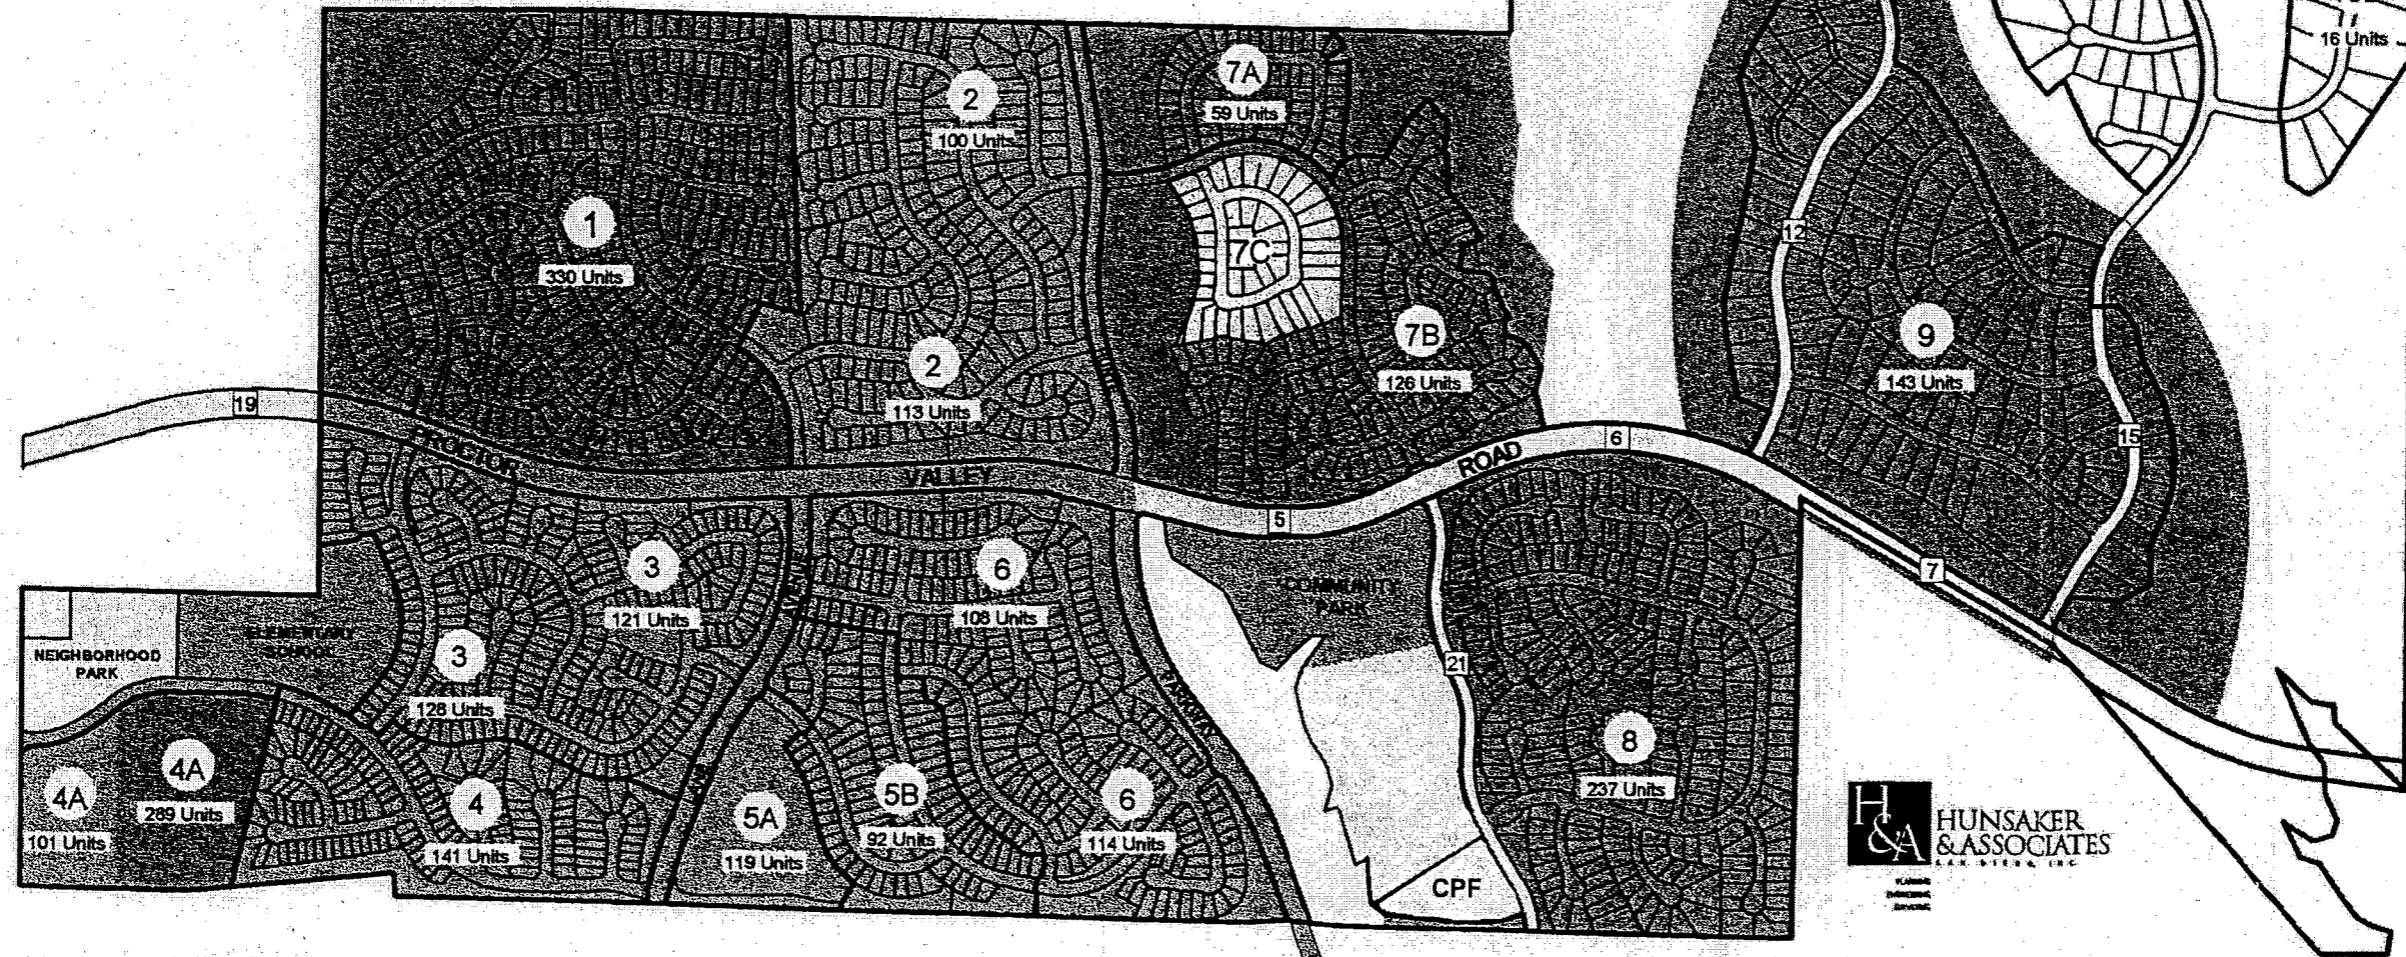 16 Units
7A
59 Units
2
100 Units
1
330 Units
7C
12
7B
126 Units
9
143 Units
2
113 Units
19
PROCTOR
VALLEY
ROAD
6
15
5
7
3
121 Units
6
108 Units
COMMUNITY
PARK
ELEMENTARY
SCHOOL
NEIGHBORHOOD
PARK
3
128 Units
21
8
237 Units
4A
101 Units
4A
289 Units
4
141 Units
5A
119 Units
5B
92 Units
6
114 Units
CPF
H&A
HUNSAKER
& ASSOCIATES
SAN DIEGO, INC